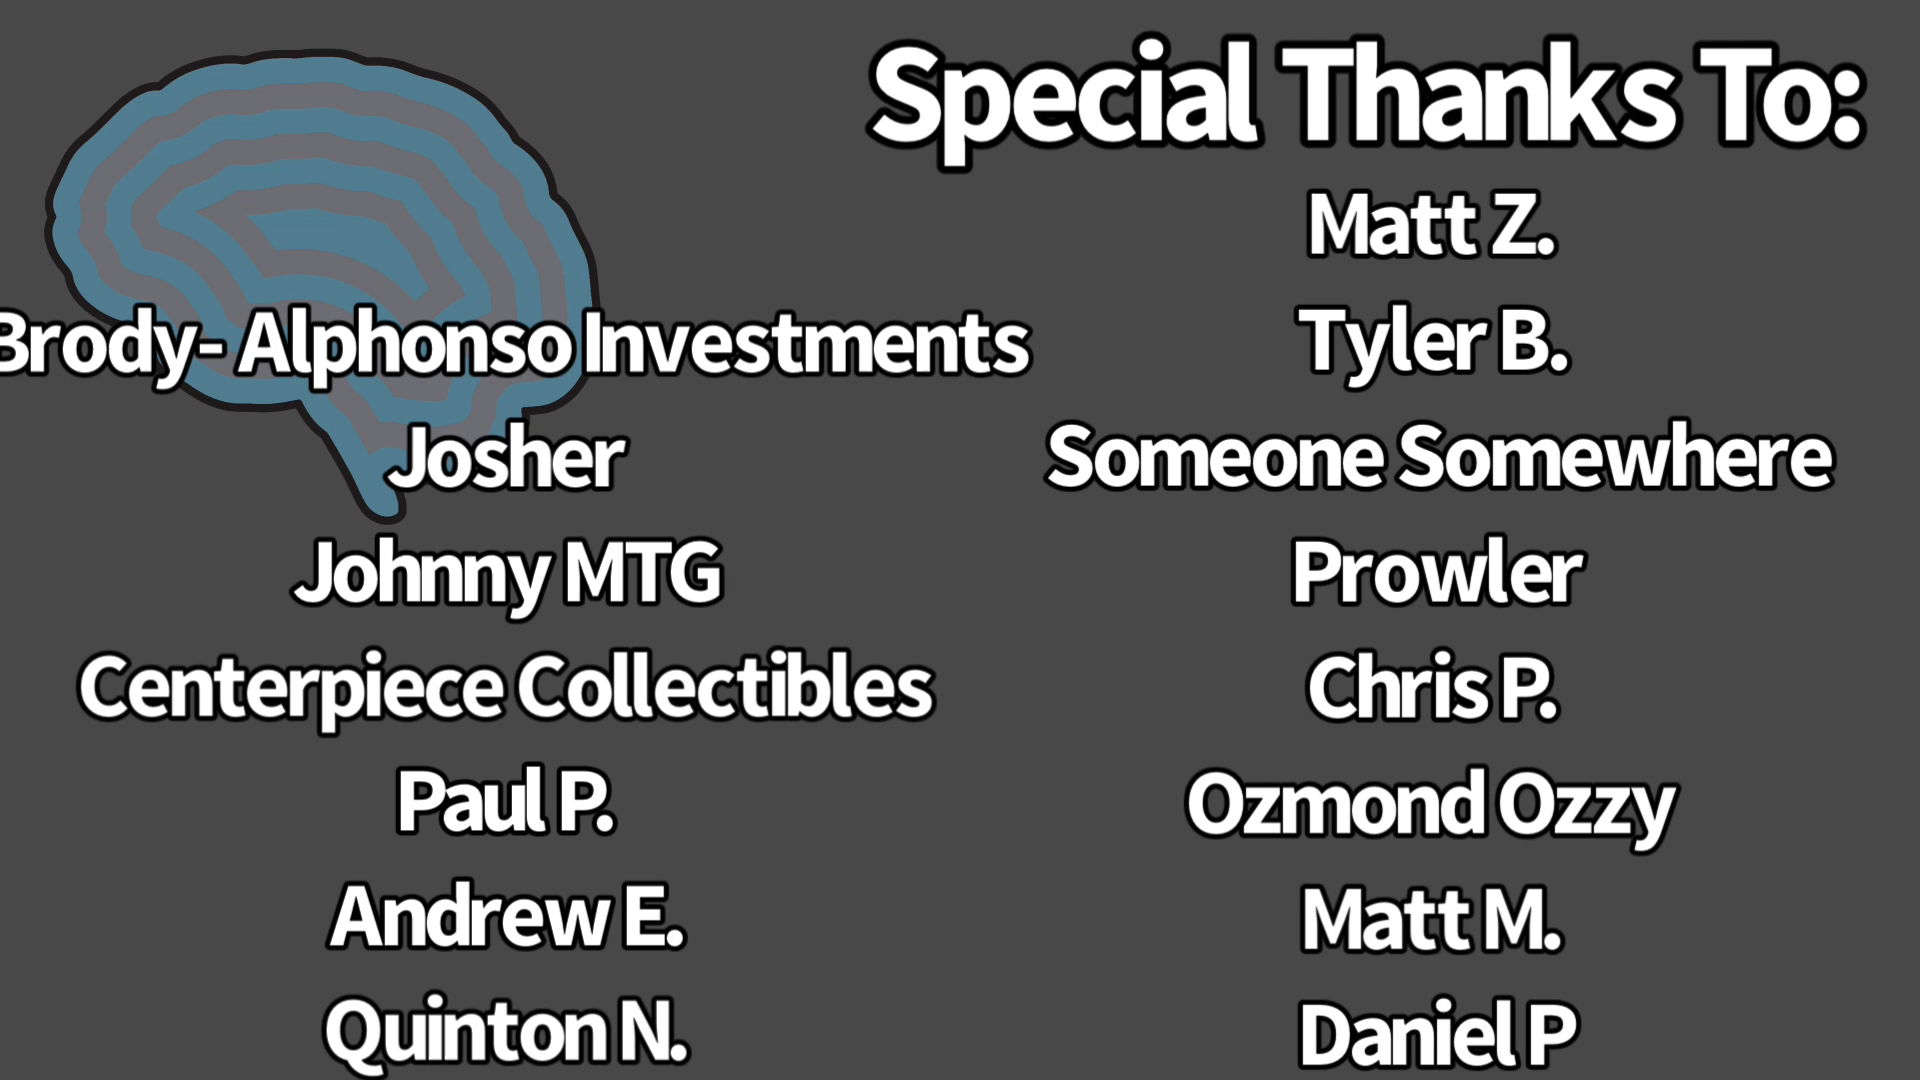 Special Thanks To:
Brody- Alphonso Investments
Josher
Johnny MTG
Centerpiece Collectibles
Paul P.
Andrew E.
Quinton N.
Matt Z.
Tyler B.
Someone Somewhere
Prowler
Chris P.
Ozmond Ozzy
Matt M.
Daniel P